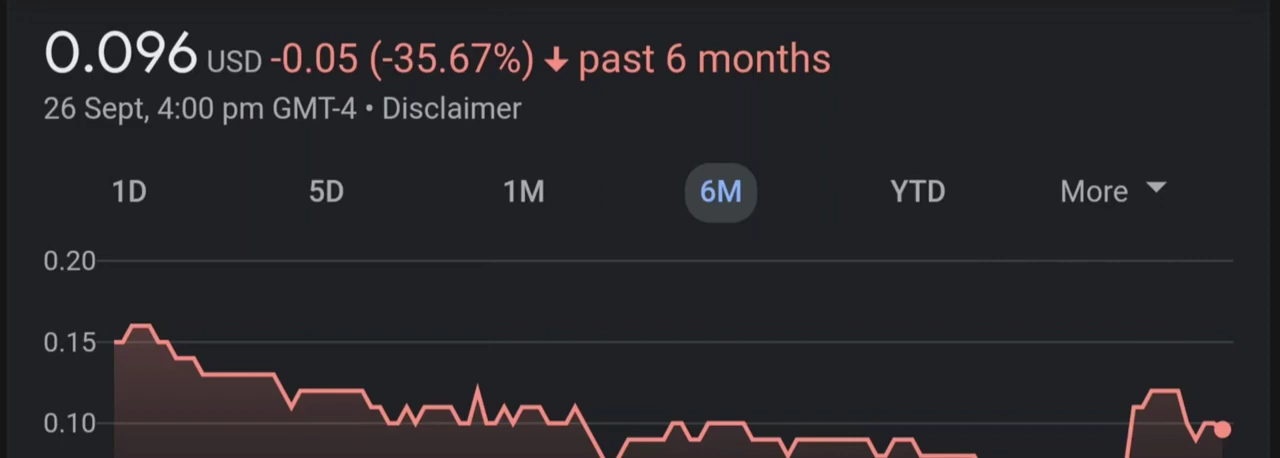 0.096 USD -0.05 (-35.67%) ↓ past 6 months
26 Sept, 4:00 pm GMT-4 • Disclaimer
1D 5D 1M 6M YTD More
0.20
0.15
0.10